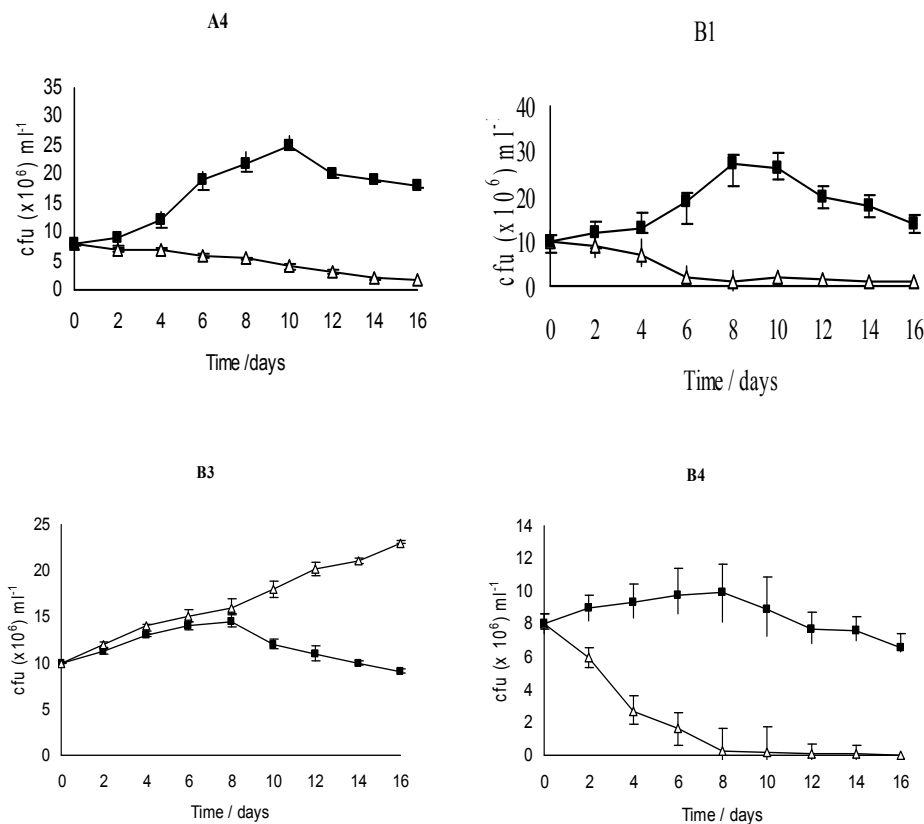 A4
cfu (x10⁶) ml⁻¹
35
30
25
20
15
10
5
0
0 2 4 6 8 10 12 14 16
Time /days
B1
cfu (x10⁶) ml⁻¹
40
30
20
10
0
0 2 4 6 8 10 12 14 16
Time / days
B3
cfu (x10⁶) ml⁻¹
25
20
15
10
5
0
0 2 4 6 8 10 12 14 16
Time / days
B4
cfu (x 10⁶) ml⁻¹
14
12
10
8
6
4
2
0
0 2 4 6 8 10 12 14 16
Time / days